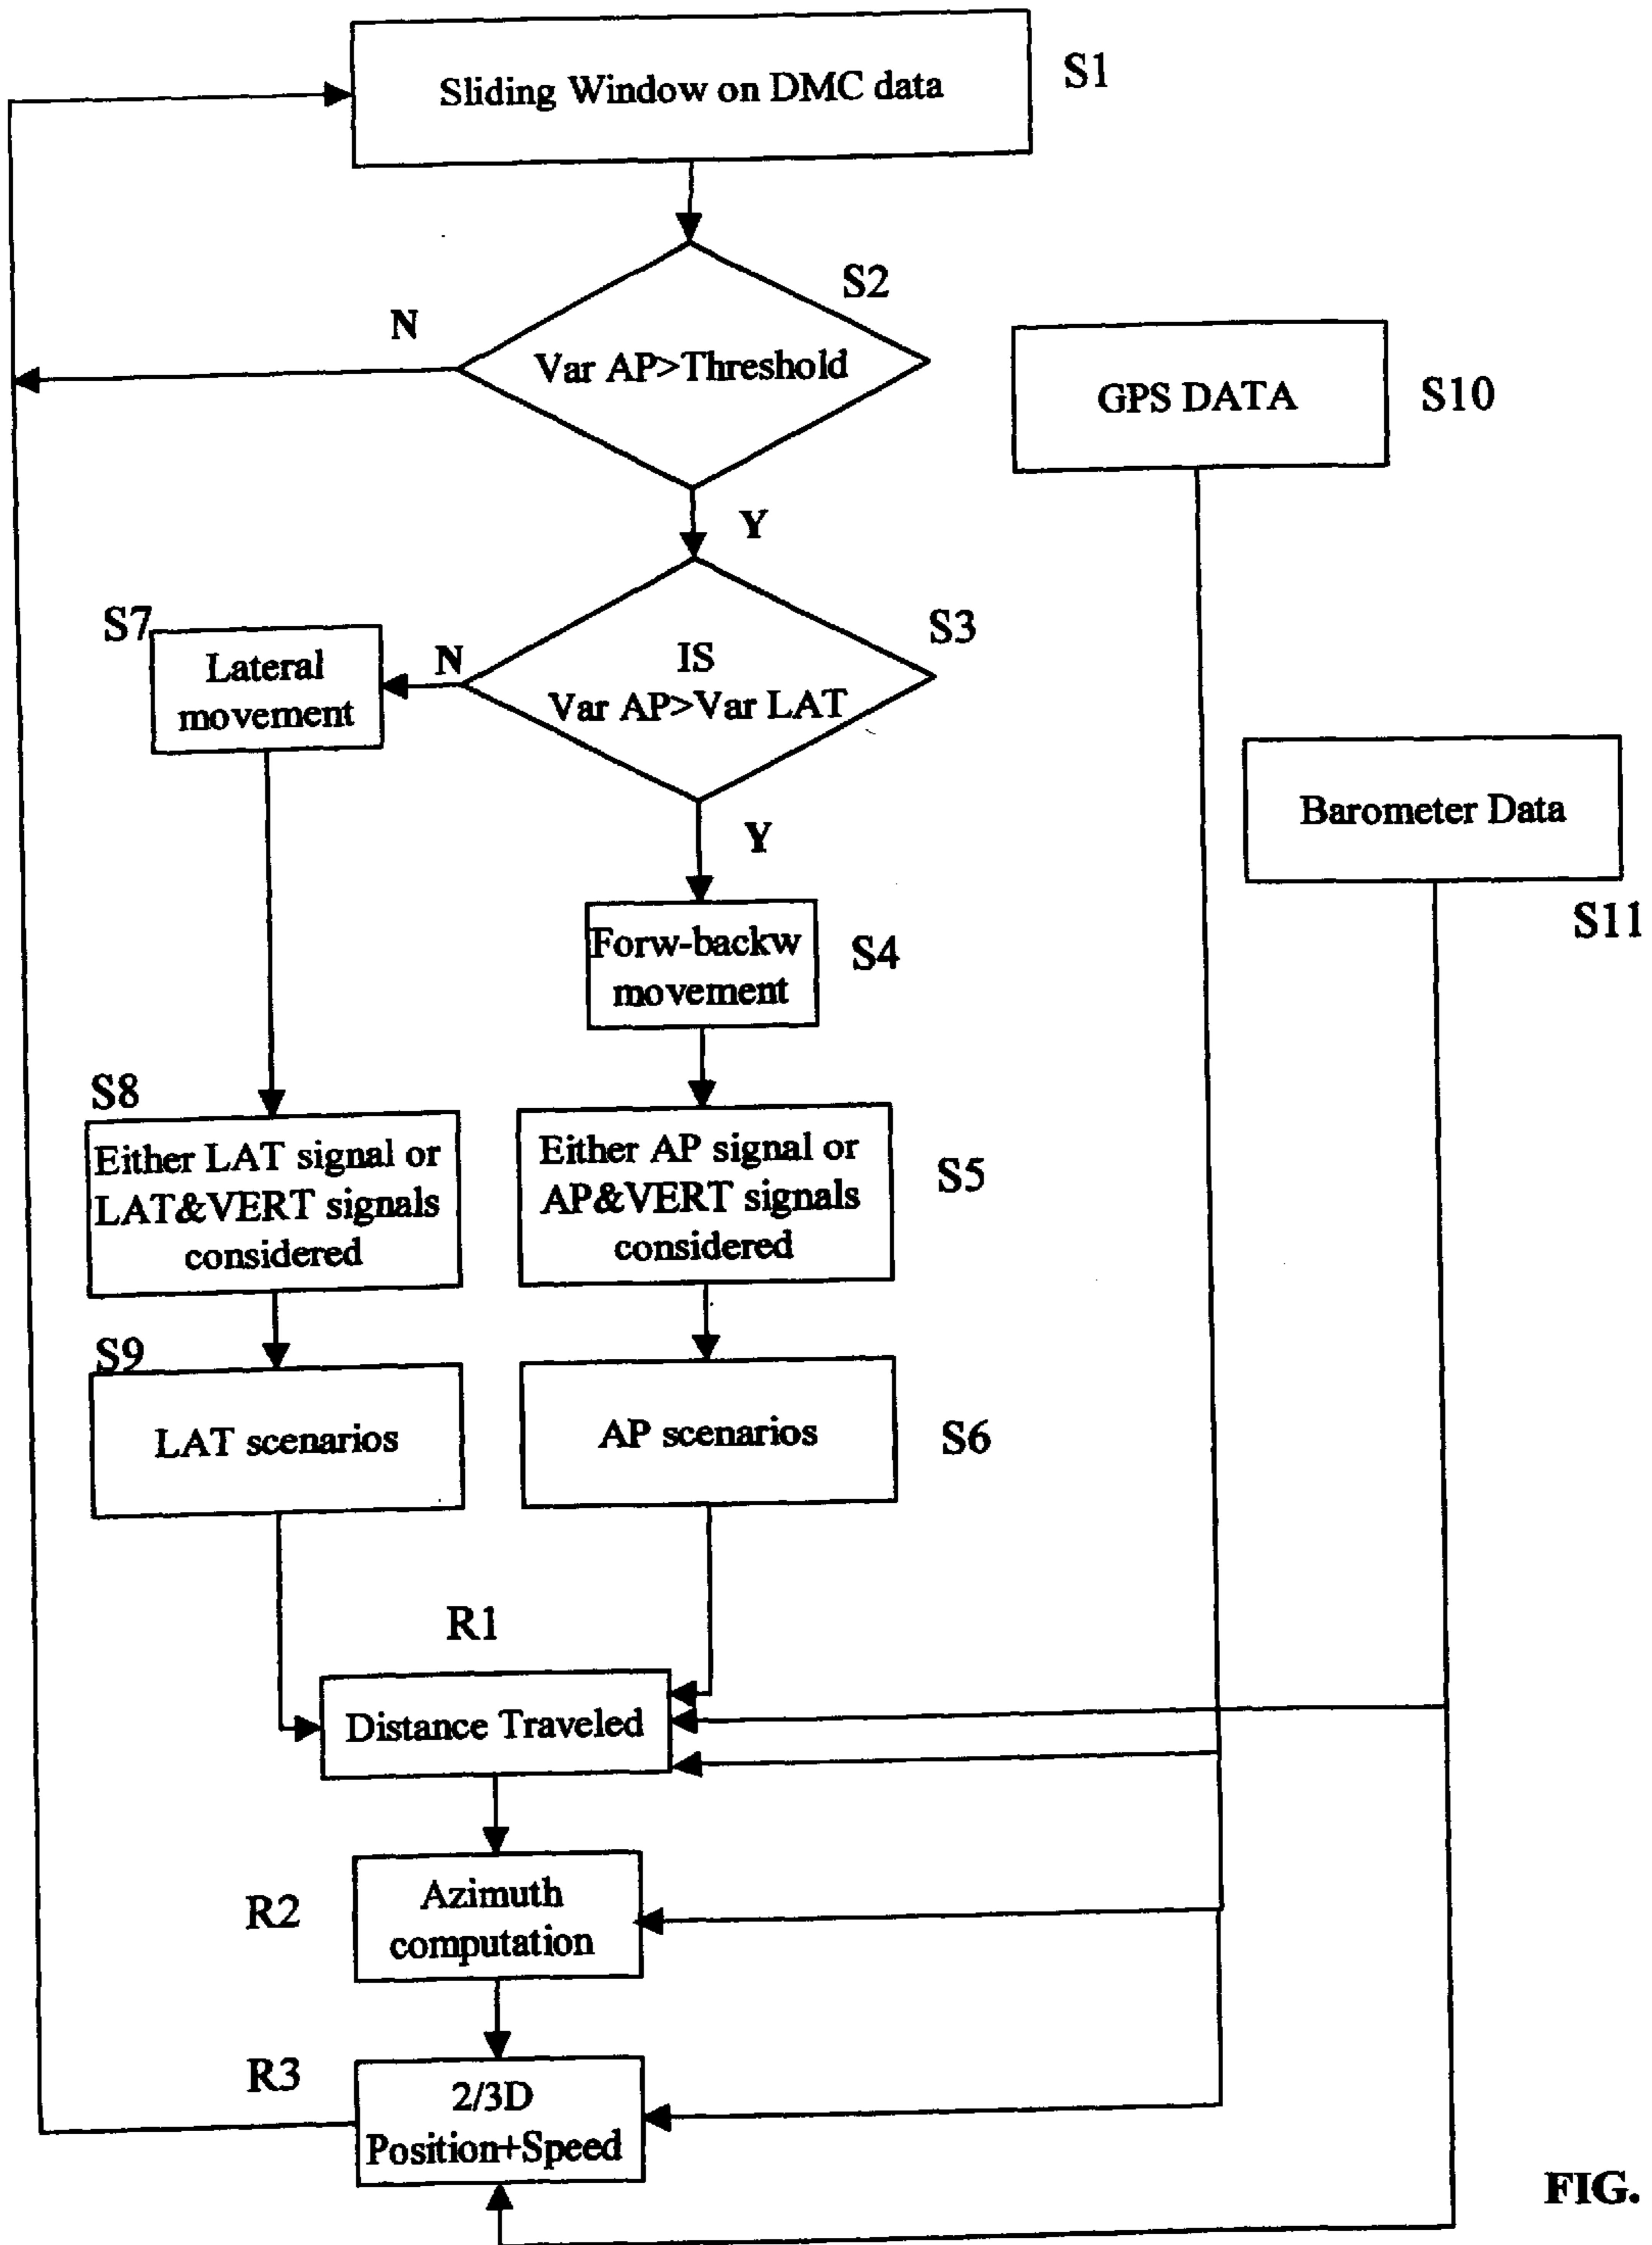 Sliding Window on DMC data
S1
S2
N
Var AP>Threshold
GPS DATA
S10
Y
S7
S3
Lateral
movement
N
IS
Var AP>Var LAT
Barometer Data
S11
Y
Forw-backw
movement
S4
S8
Either LAT signal or
LAT&VERT signals
considered
Either AP signal or
AP&VERT signals
considered
S5
S9
LAT scenarios
AP scenarios
S6
R1
Distance Traveled
R2
Azimuth
computation
R3
2/3D
Position+Speed
FIG.